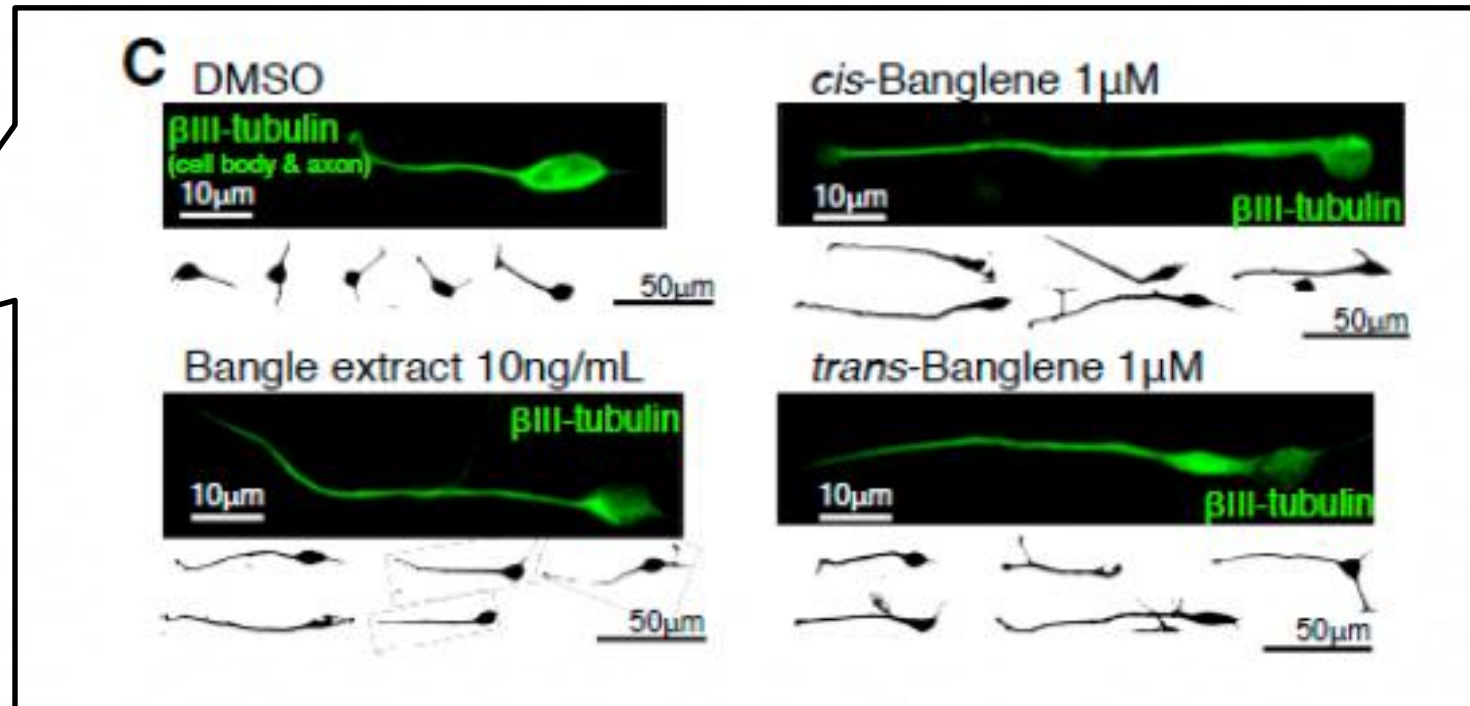 C
DMSO
βIII-tubulin
(cell body & axon)
10μm
50μm
cis-Banglene 1μM
10μm
βIII-tubulin
50μm
Bangle extract 10ng/mL
βIII-tubulin
10μm
50μm
trans-Banglene 1μM
10μm
βIII-tubulin
50μm